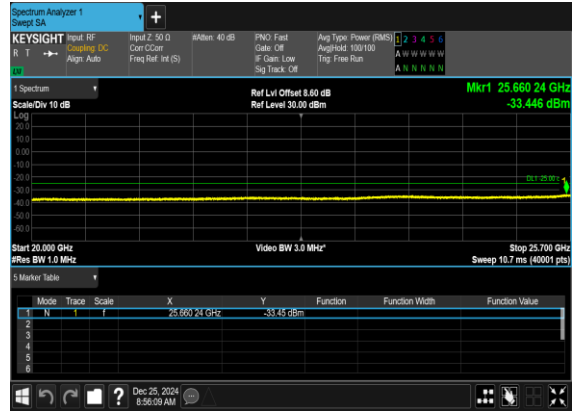 Spectrum Analyzer 1
Swept SA
+
KEYSIGHT Input: RF Input Z: 50 Ω #Atten: 40 dB PNO: Fast Avg Type: Power (RMS) 1 2 3 4 5 6
R T Coupling: DC Corr CCorr Gate: Off Avg|Hold: 100/100 A W W W W W
Align: Auto Freq Ref: Int (S) IF Gain: Low Trig: Free Run
Sig Track: Off A N N N N N
1 Spectrum
Ref Lvl Offset 8.60 dB Mkr1 25.660 24 GHz
Scale/Div 10 dB Ref Level 30.00 dBm -33.446 dBm
Log
20.0
10.0
0.00
-10.0
-20.0
-30.0
-40.0
-50.0
-60.0
Start 20.000 GHz Video BW 3.0 MHz* Stop 25.700 GHz
#Res BW 1.0 MHz Sweep 10.7 ms (40001 pts)
5 Marker Table
Mode Trace Scale X Y Function Function Width Function Value
1 N 1 f 25.660 24 GHz -33.45 dBm
2
3
4
5
6
? Dec 25, 2024
8:56:09 AM